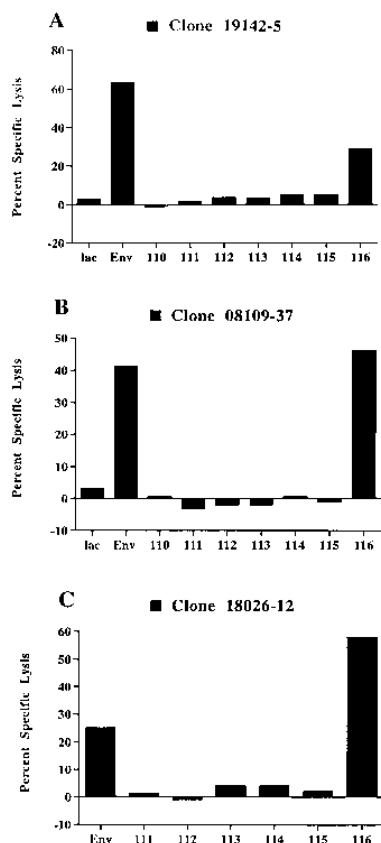 A
Clone 19142-5
Percent Specific Lysis
80
60
40
20
0
-20
lac Env 110 111 112 113 114 115 116
B
Clone 08109-37
Percent Specific Lysis
50
40
30
20
10
0
-10
lac Env 110 111 112 113 114 115 116
C
Clone 18026-12
Percent Specific Lysis
60
50
40
30
20
10
0
-10
Env 111 112 113 114 115 116